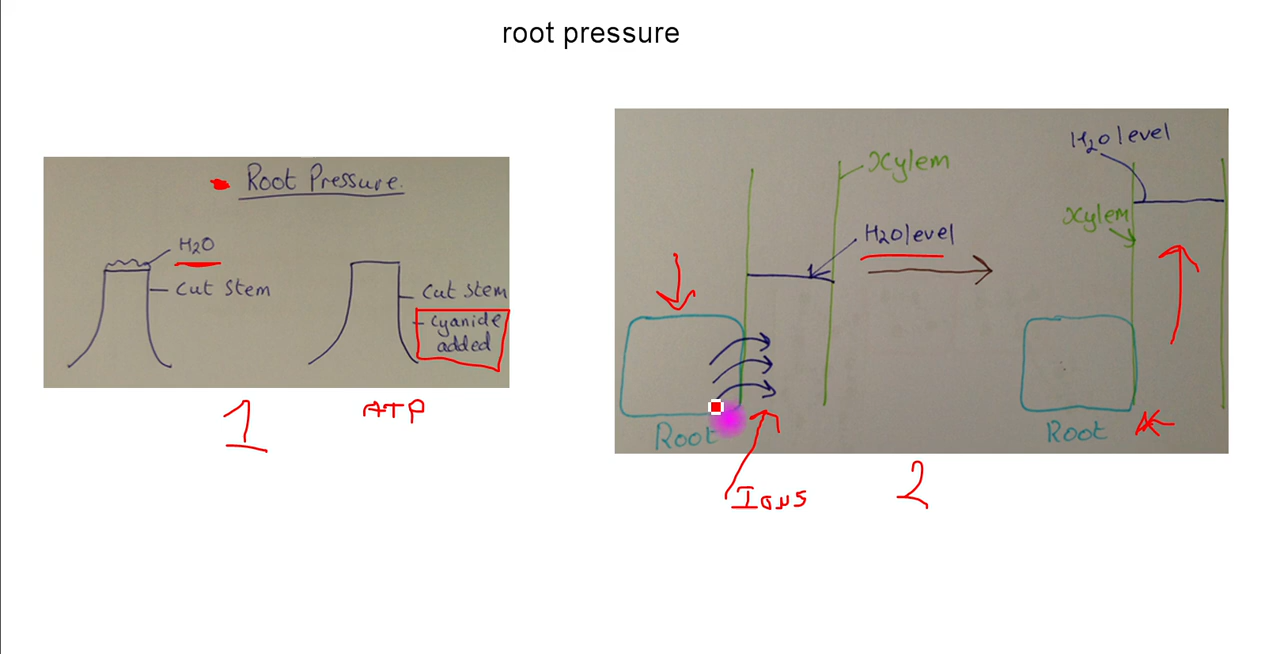 root pressure
Root Pressure.
H2O
Cut Stem
Cut Stem
Cyanide
added
1
ATP
H2O level
Xylem
Xylem
H2O level
Root
Root
Ions
2